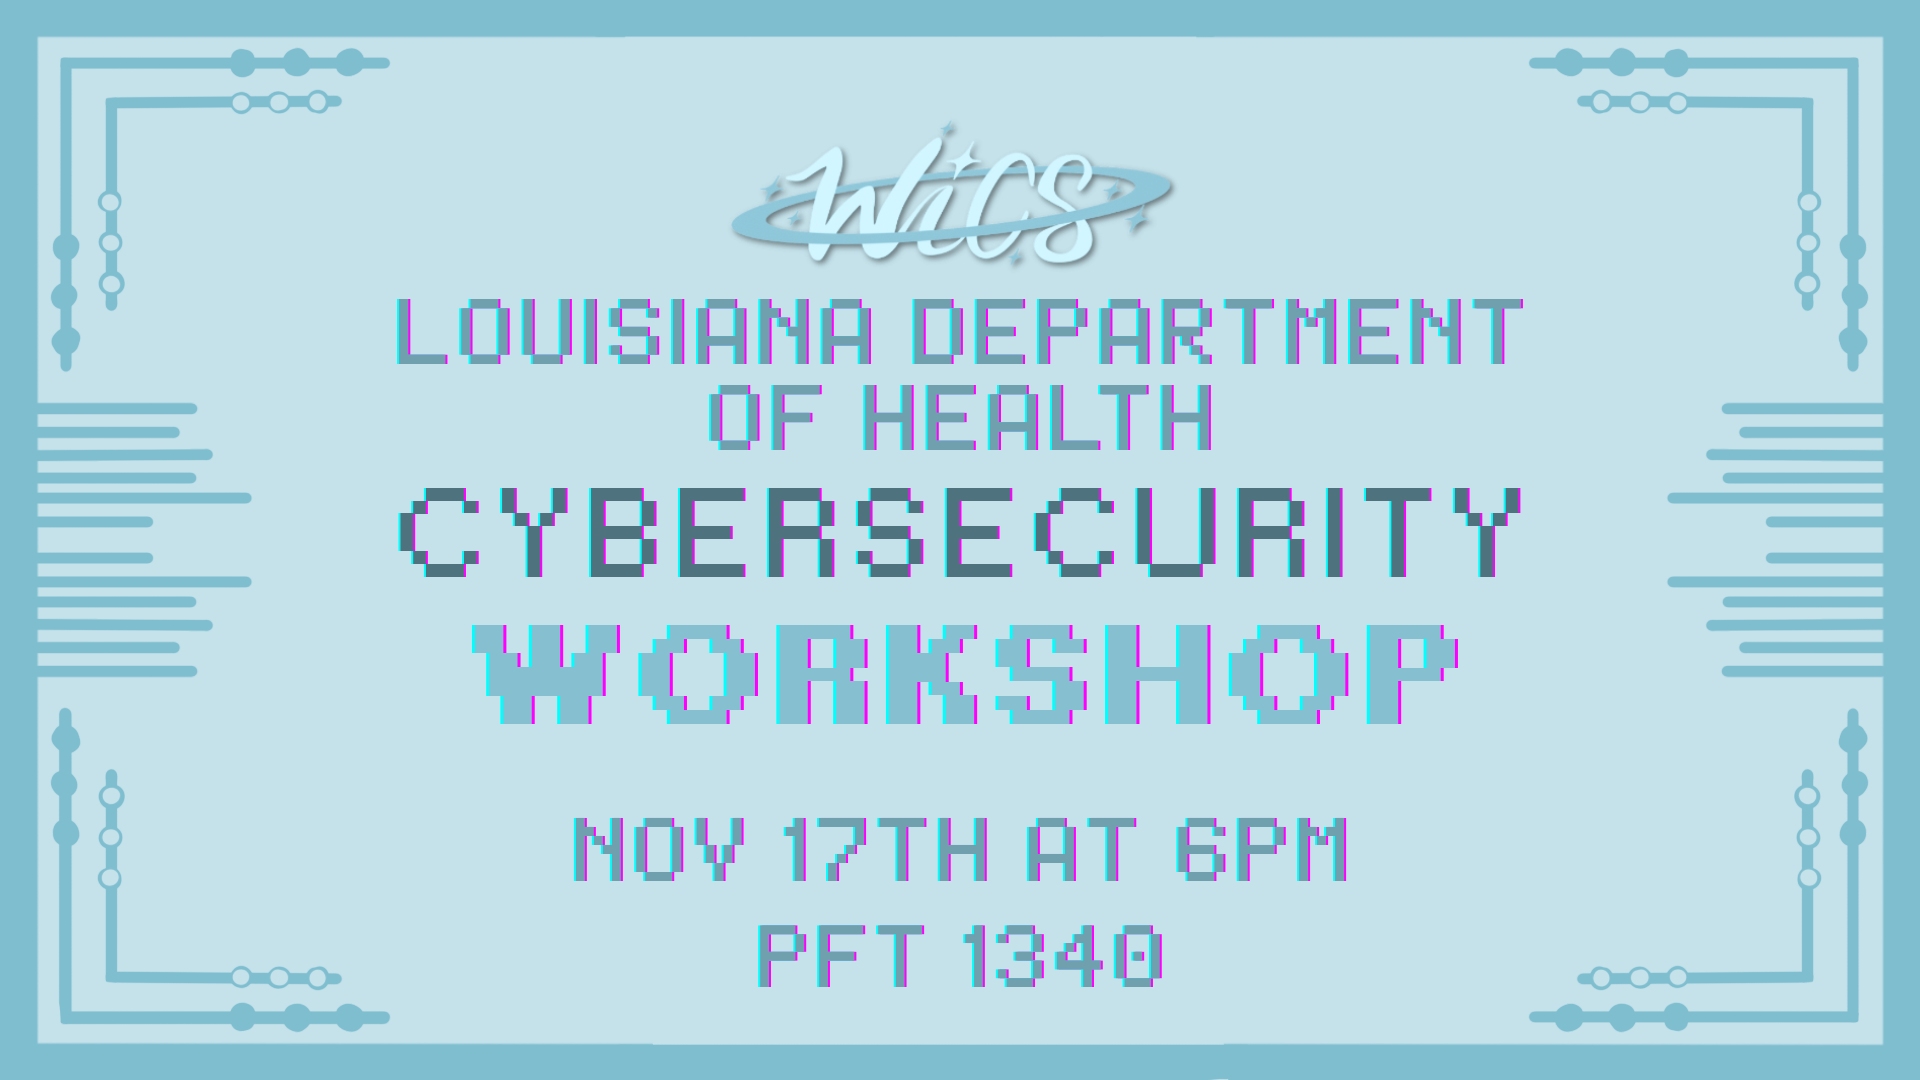 WiCS
LOUISIANA DEPARTMENT
OF HEALTH
CYBERSECURITY
WORKSHOP
NOV 17TH AT 6PM
PFT 1340